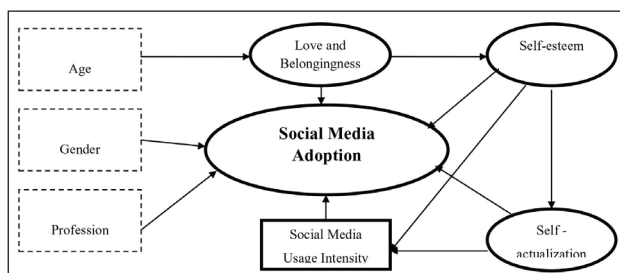 Love and
Belongingness
Self-esteem
Age
Social Media
Adoption
Gender
Profession
Social Media
Usage Intensity
Self -
actualization